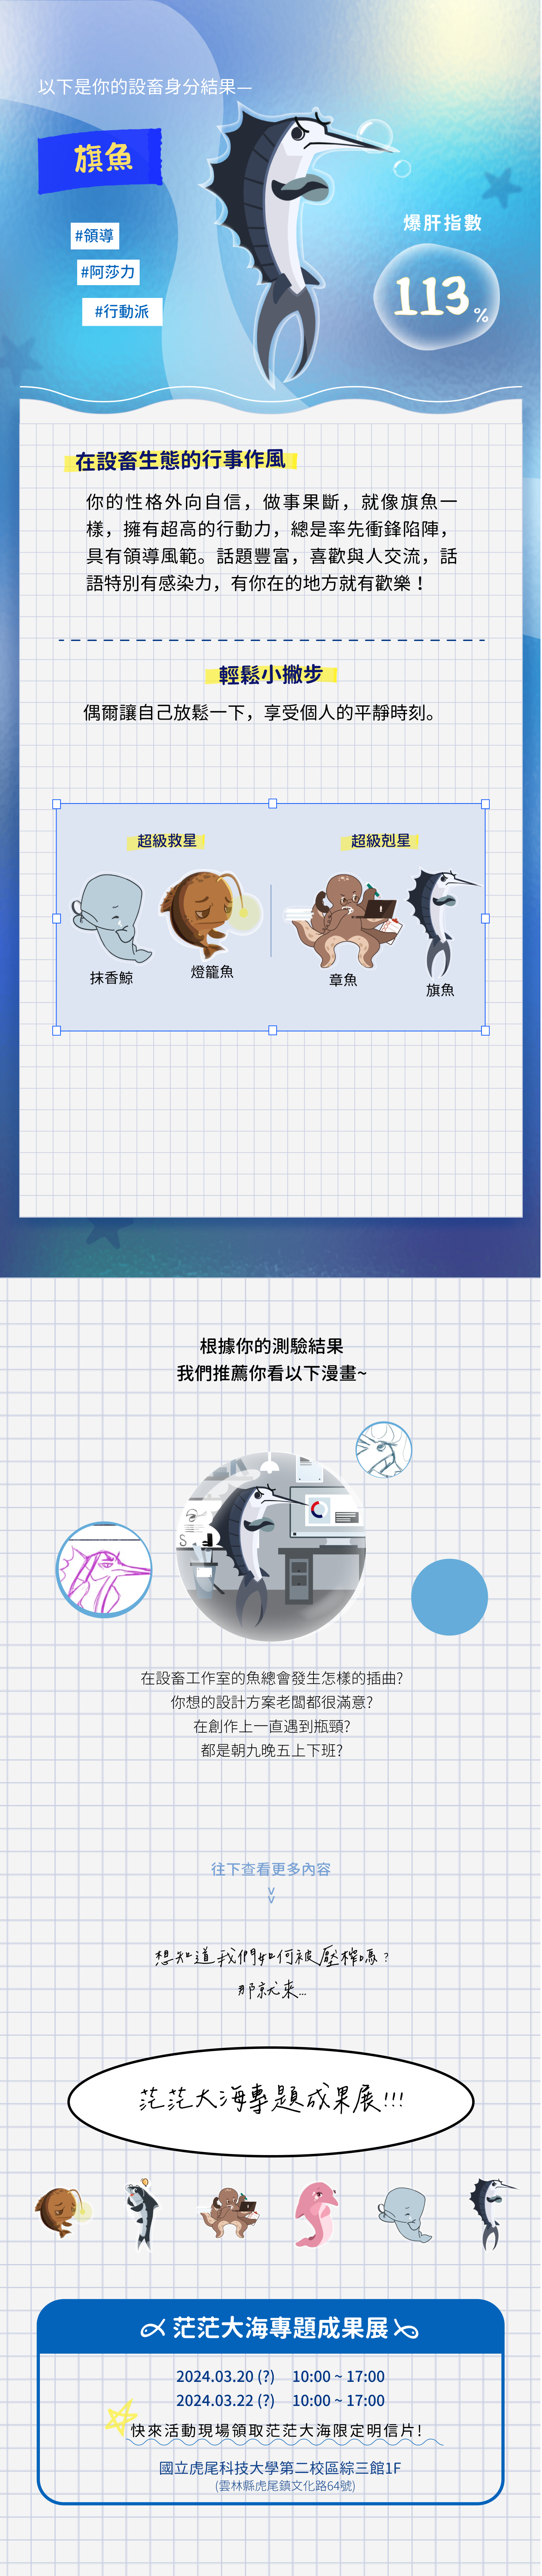 以下是你的設畜身分結果—
旗魚
#領導
#阿莎力
#行動派
爆肝指數
113%
在設畜生態的行事作風
你的性格外向自信，做事果斷，就像旗魚一
樣，擁有超高的行動力，總是率先衝鋒陷陣，
具有領導風範。話題豐富，喜歡與人交流，話
語特別有感染力，有你在的地方就有歡樂！
輕鬆小撇步
偶爾讓自己放鬆一下，享受個人的平靜時刻。
超級救星
超級剋星
抹香鯨
燈籠魚
章魚
旗魚
根據你的測驗結果
我們推薦你看以下漫畫~
在設畜工作室的魚總會發生怎樣的插曲?
你想的設計方案老闆都很滿意?
在創作上一直遇到瓶頸?
都是朝九晚五上下班?
往下查看更多內容
想知道我們如何被壓榨嗎?
那就來...
茫茫大海專題成果展!!!
茫茫大海專題成果展
2024.03.20 (?) 10:00 ~ 17:00
2024.03.22 (?) 10:00 ~ 17:00
快來活動現場領取茫茫大海限定明信片!
國立虎尾科技大學第二校區綜三館1F
(雲林縣虎尾鎮文化路64號)